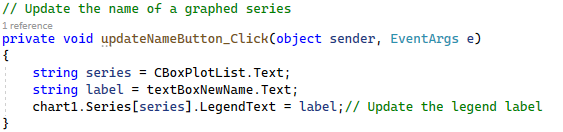 // Update the name of a graphed series
1 reference
private void updateNameButton_Click(object sender, EventArgs e)
{
    string series = CBoxPlotList.Text;
    string label = textBoxNewName.Text;
    chart1.Series[series].LegendText = label;// Update the legend label
}